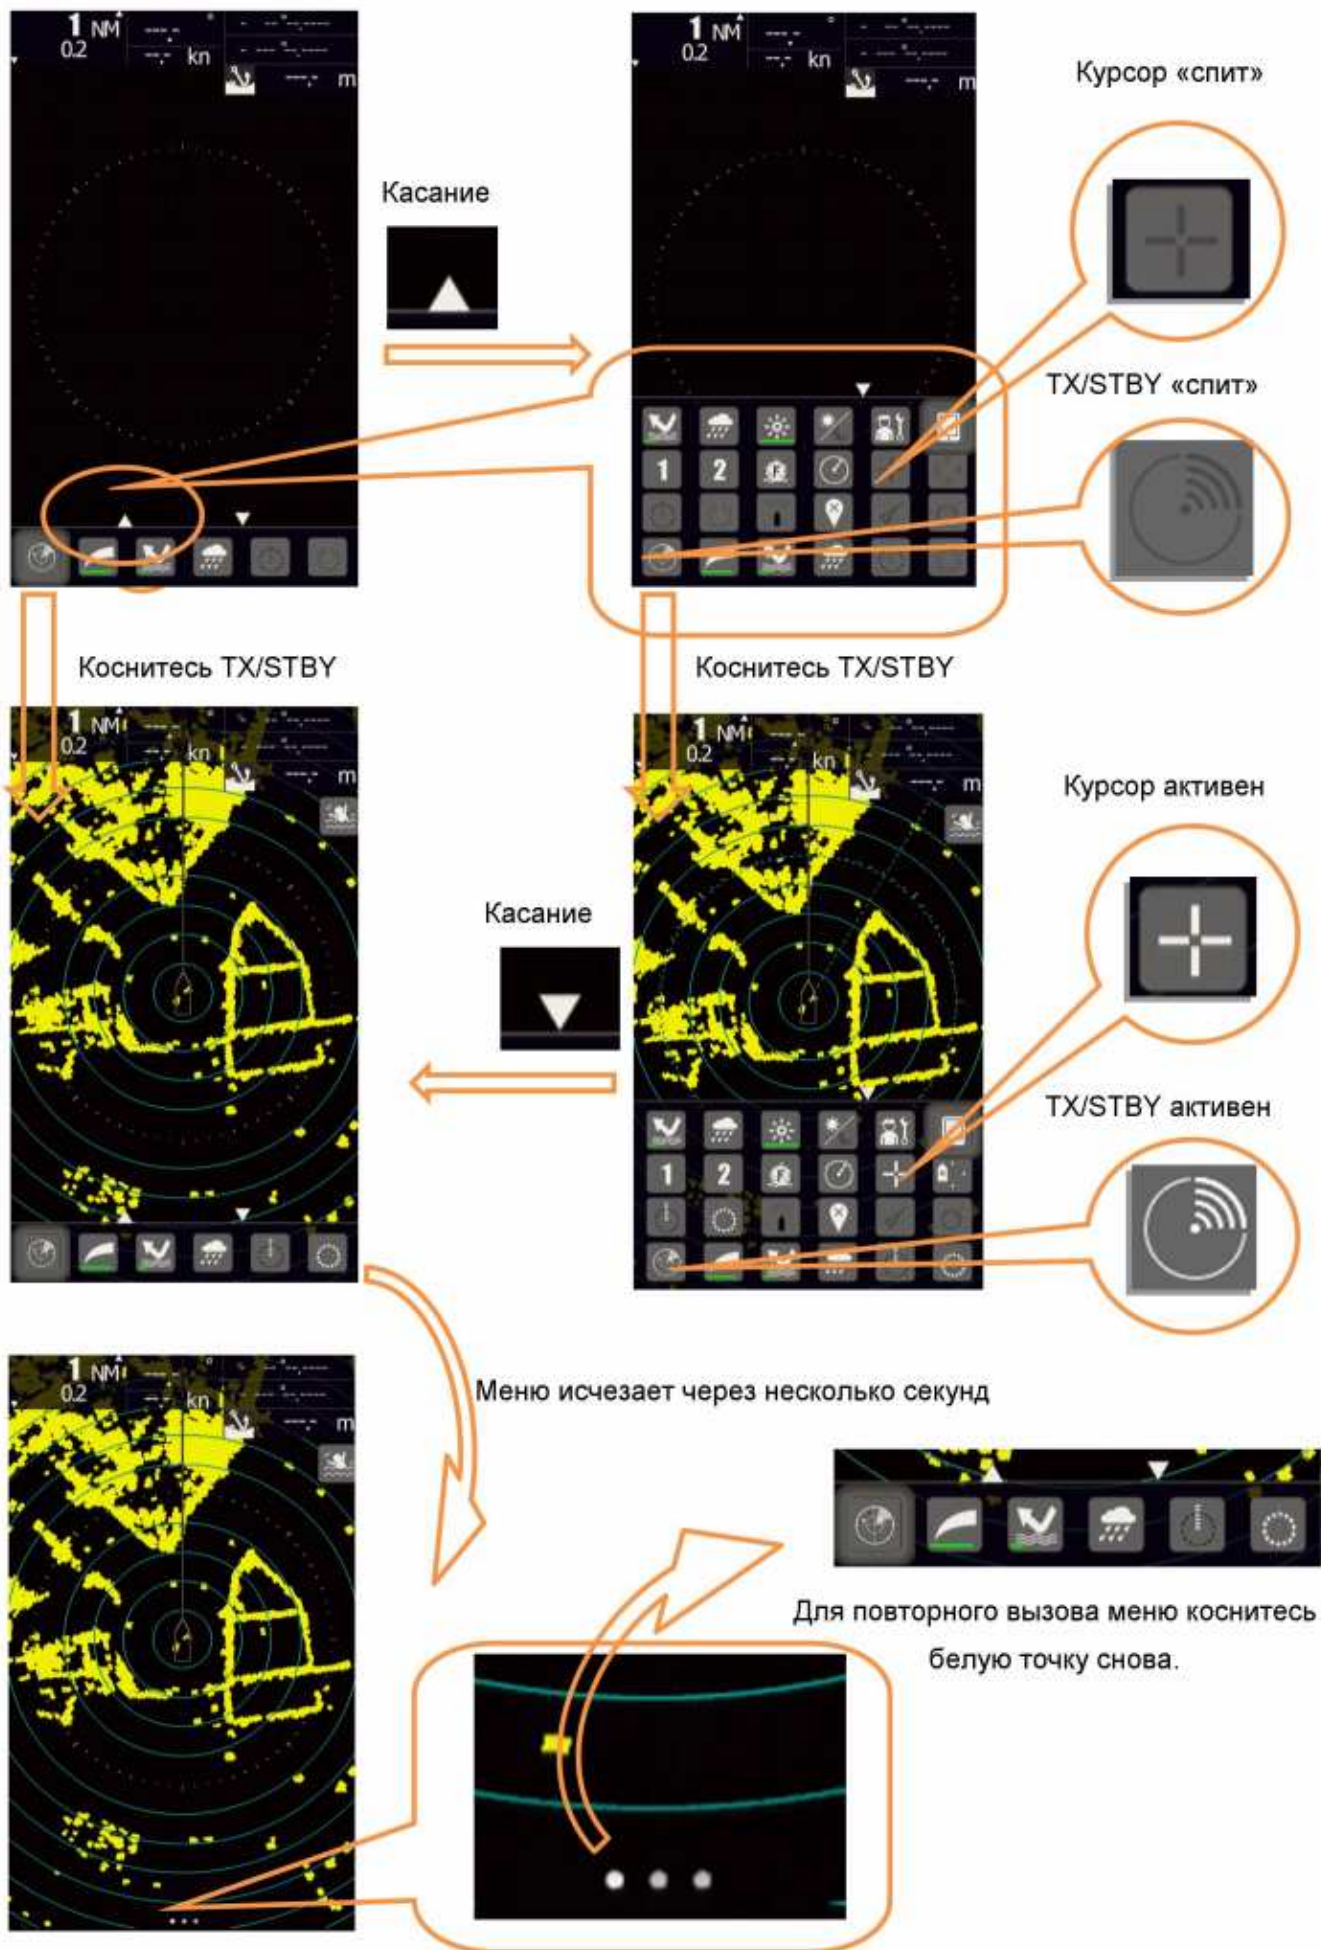 1 NM
0.2
kn
m
1 NM
0.2
kn
m
Курсор «спит»
Касание
TX/STBY «спит»
1 2
Коснитесь TX/STBY
Коснитесь TX/STBY
1 NM
0.2
kn
m
1 NM
0.2
kn
m
Курсор активен
Касание
TX/STBY активен
1 2
1 NM
0.2
kn
m
Меню исчезает через несколько секунд
Для повторного вызова меню коснитесь
белую точку снова.